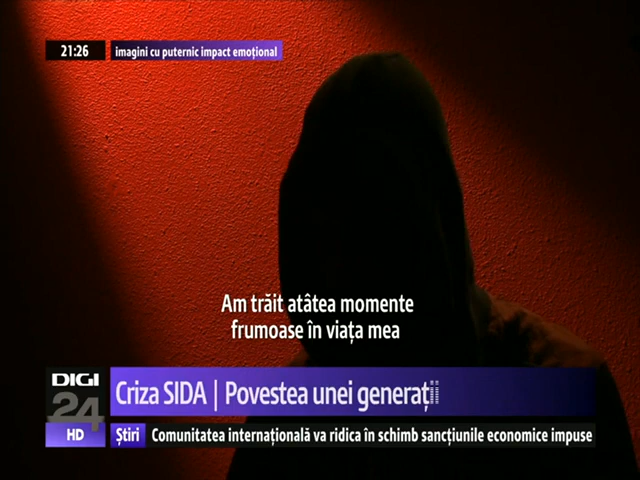 21:26
imagini cu puternic impact emoțional
Am trăit atâtea momente
frumoase în viața mea
DIGI
24
HD
Criza SIDA | Povestea unei
Știri
Comunitatea internațională va ridica în schimb sancțiunile economice impuse